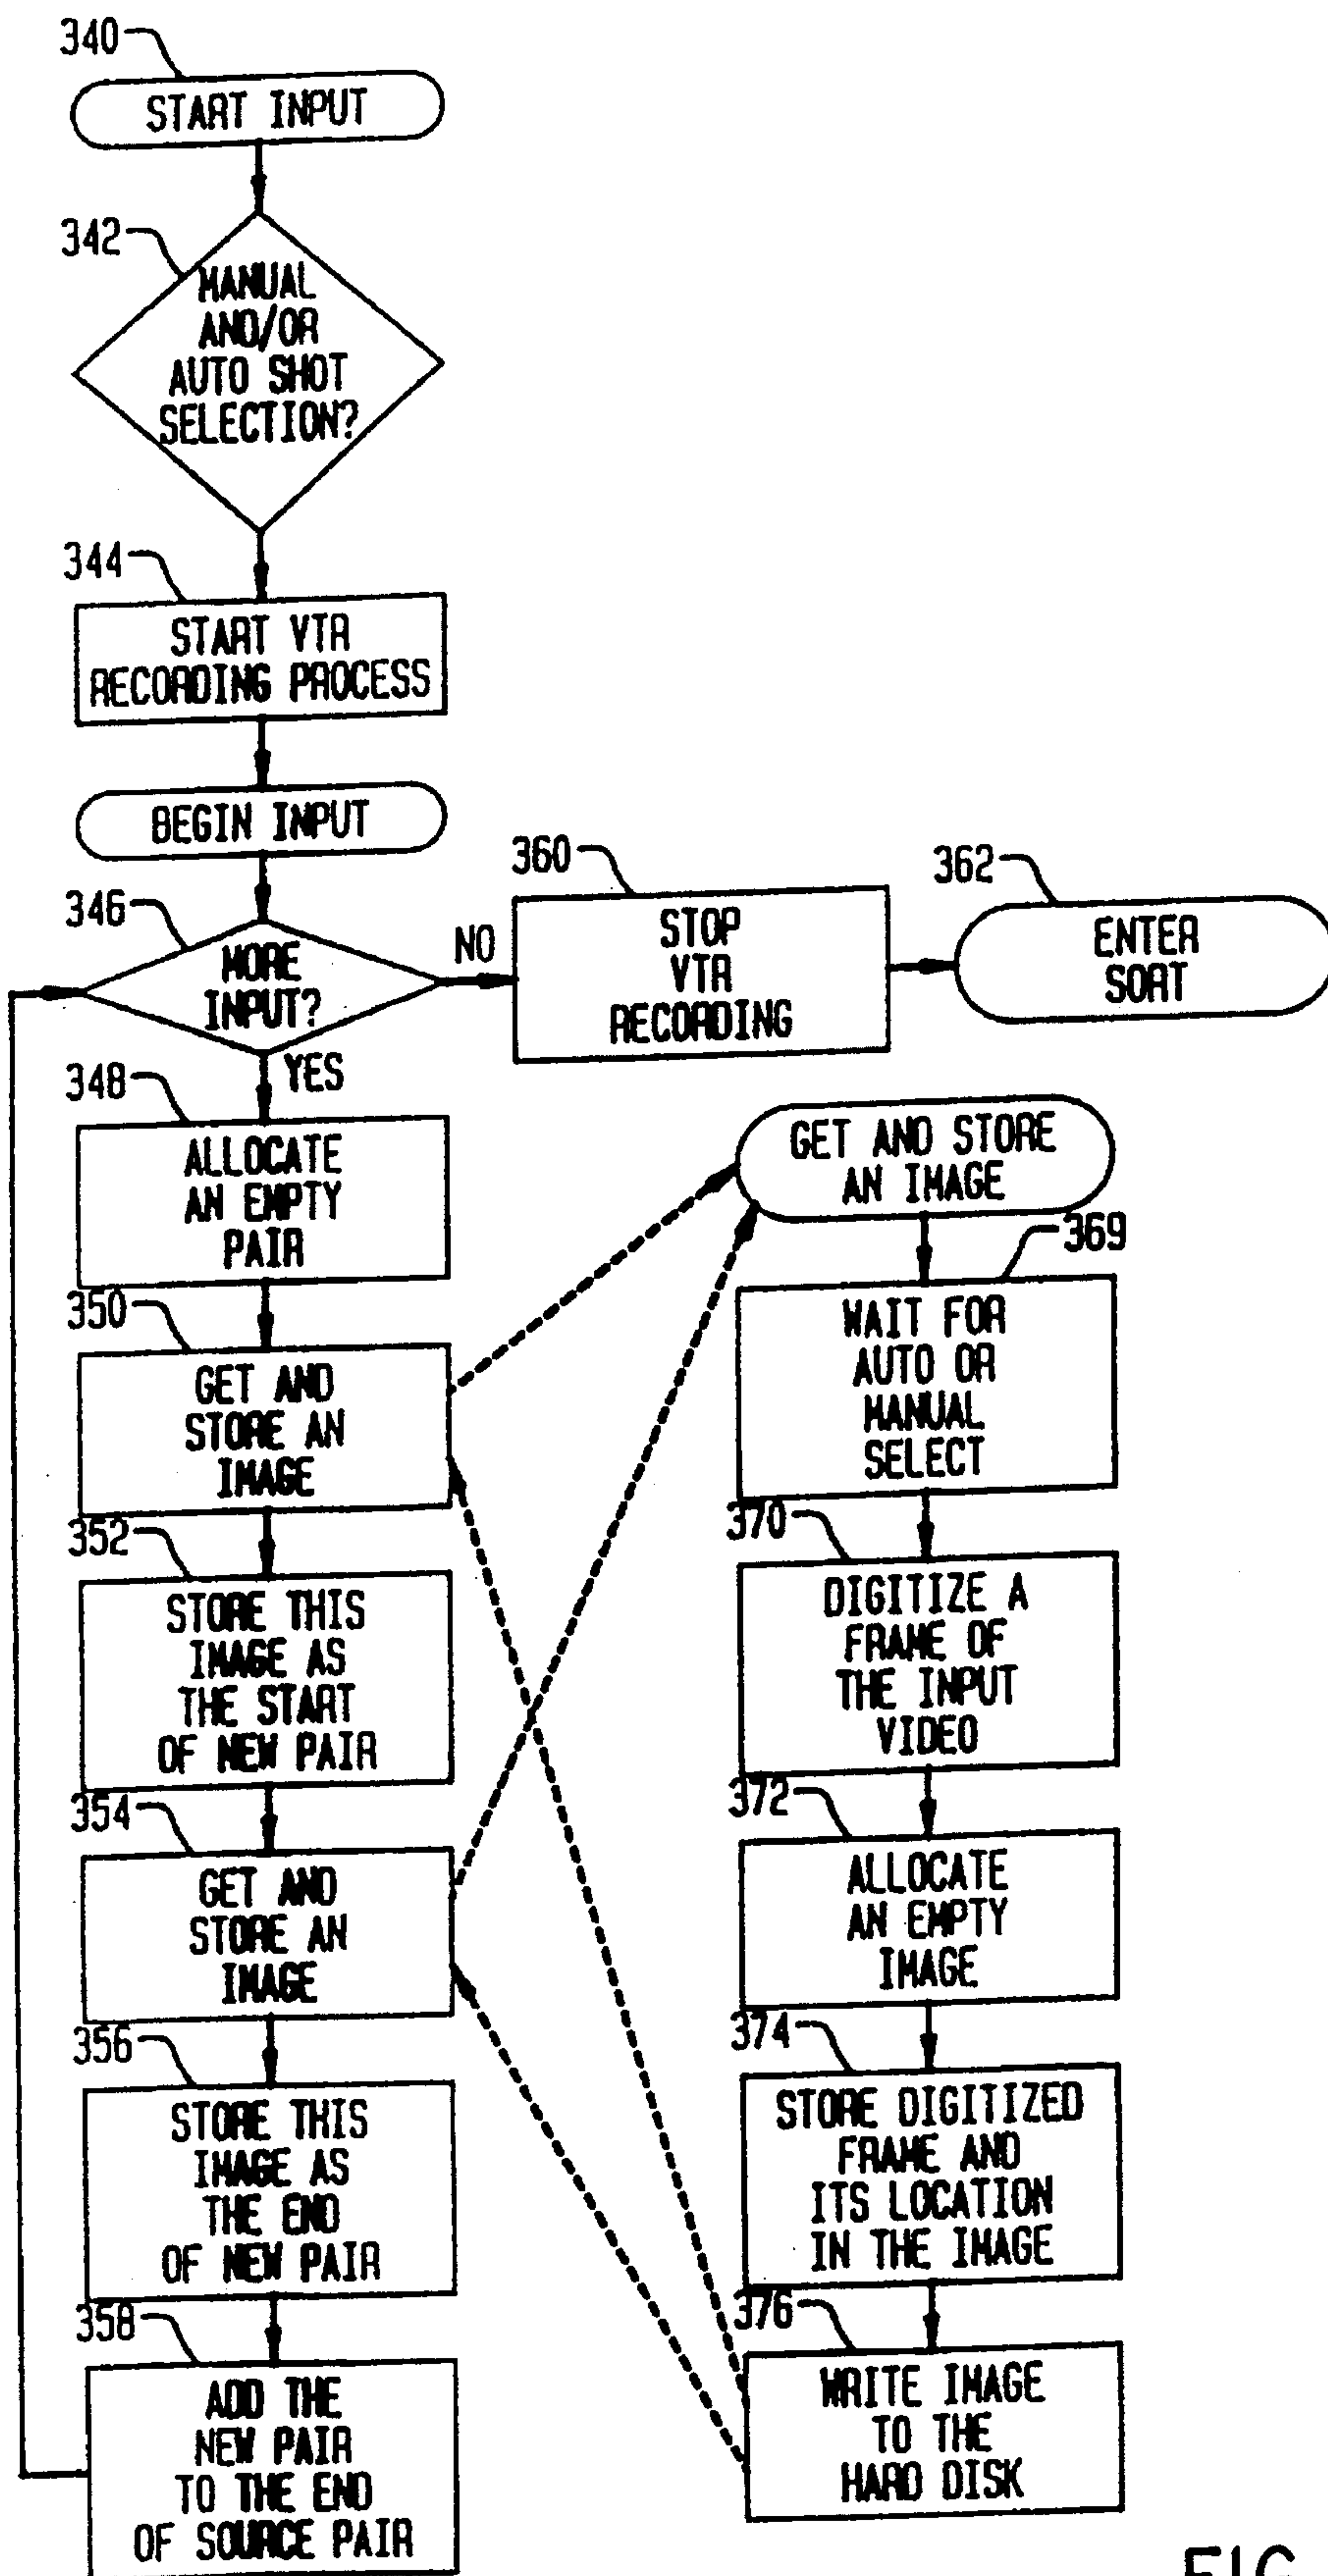 340
START INPUT
342
MANUAL
AND/OR
AUTO SHOT
SELECTION?
344
START VTR
RECORDING PROCESS
BEGIN INPUT
346
MORE
INPUT?
NO
360
STOP
VTR
RECORDING
362
ENTER
SORT
YES
348
ALLOCATE
AN EMPTY
PAIR
350
GET AND
STORE AN
IMAGE
352
STORE THIS
IMAGE AS
THE START
OF NEW PAIR
354
GET AND
STORE AN
IMAGE
356
STORE THIS
IMAGE AS
THE END
OF NEW PAIR
358
ADD THE
NEW PAIR
TO THE END
OF SOURCE PAIR
GET AND STORE
AN IMAGE
369
WAIT FOR
AUTO OR
MANUAL
SELECT
370
DIGITIZE A
FRAME OF
THE INPUT
VIDEO
372
ALLOCATE
AN EMPTY
IMAGE
374
STORE DIGITIZED
FRAME AND
ITS LOCATION
IN THE IMAGE
376
WRITE IMAGE
TO THE
HARD DISK
FIG